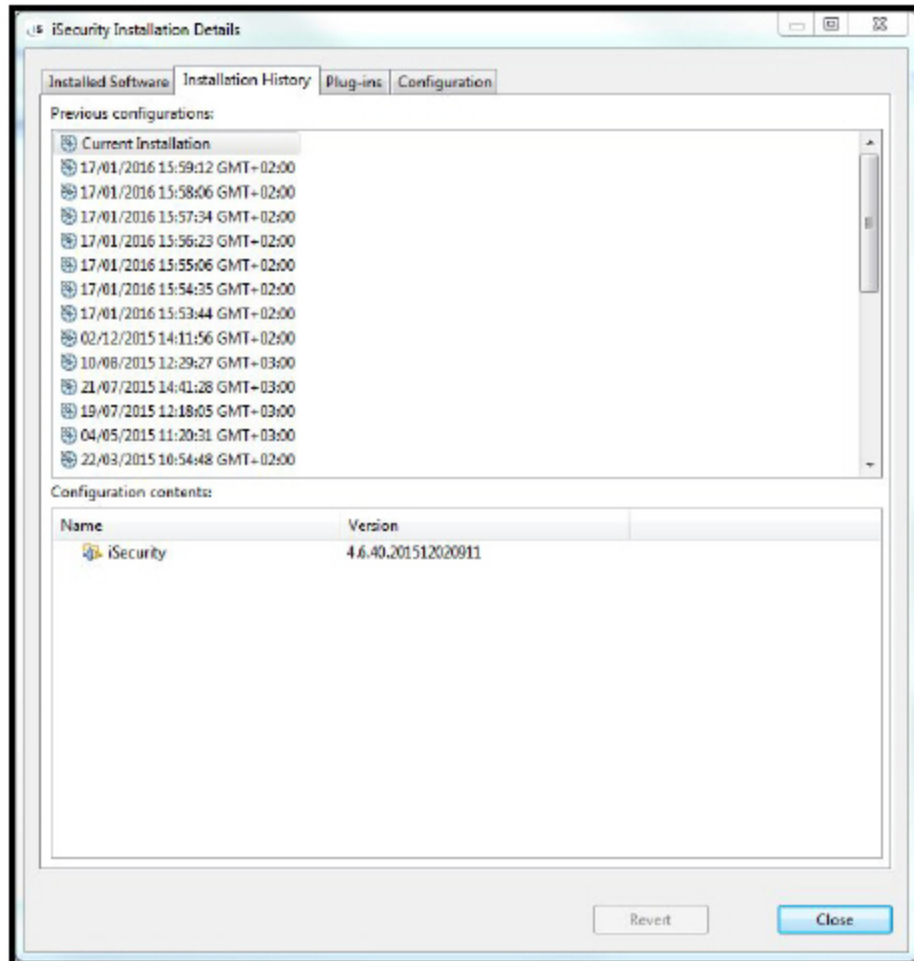 iSecurity Installation Details
Installed Software Installation History Plug-ins Configuration
Previous configurations:
Current Installation
17/01/2016 15:59:12 GMT+02:00
17/01/2016 15:58:06 GMT+02:00
17/01/2016 15:57:34 GMT+02:00
17/01/2016 15:56:23 GMT+02:00
17/01/2016 15:55:06 GMT+02:00
17/01/2016 15:54:35 GMT+02:00
17/01/2016 15:53:44 GMT+02:00
02/12/2015 14:11:56 GMT+02:00
10/08/2015 12:29:27 GMT+03:00
21/07/2015 14:41:28 GMT+03:00
19/07/2015 12:18:05 GMT+03:00
04/05/2015 11:20:31 GMT+03:00
22/03/2015 10:54:48 GMT+02:00
Configuration contents:
Name Version
iSecurity 4.6.40.201512020911
Revert Close